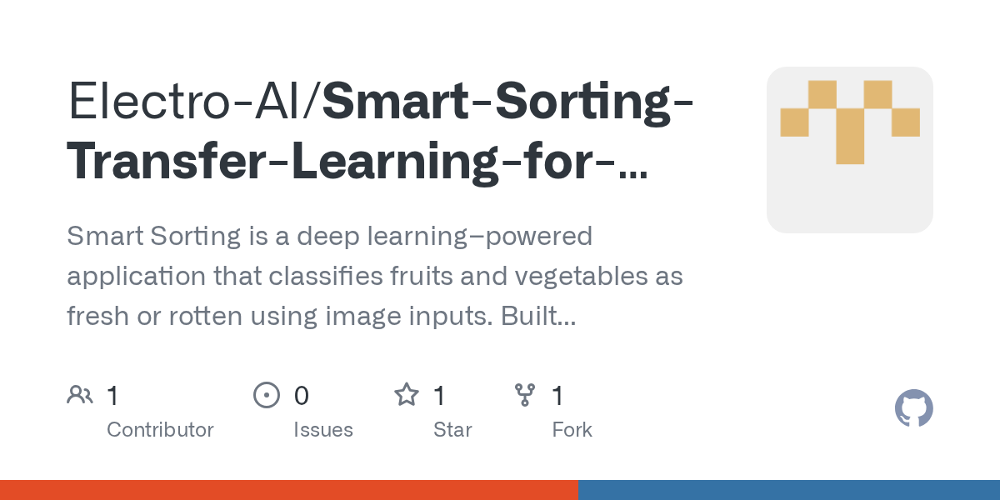 Electro-AI/Smart-Sorting-
Transfer-Learning-for-...
Smart Sorting is a deep learning–powered
application that classifies fruits and vegetables as
fresh or rotten using image inputs. Built...
1
Contributor
0
Issues
1
Star
1
Fork